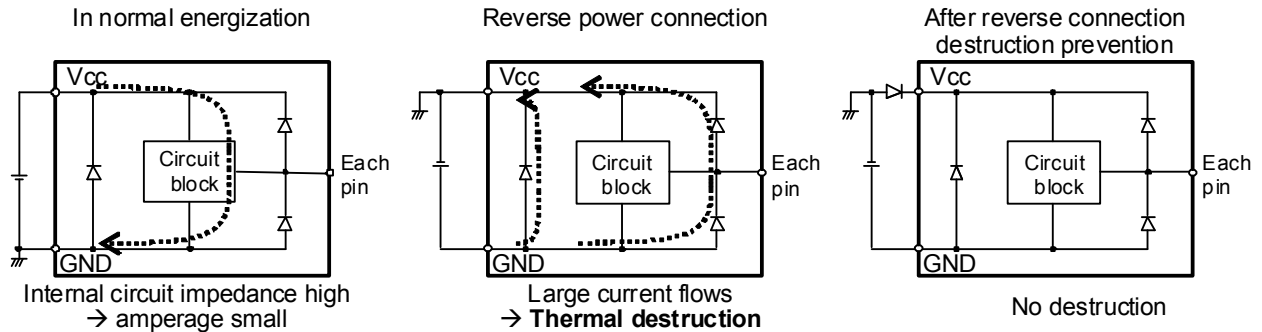 In normal energization
Vcc
Circuit
block
Each
pin
GND
Internal circuit impedance high
→ amperage small
Reverse power connection
Vcc
Circuit
block
Each
pin
GND
Large current flows
→ Thermal destruction
After reverse connection
destruction prevention
Vcc
Circuit
block
Each
pin
GND
No destruction